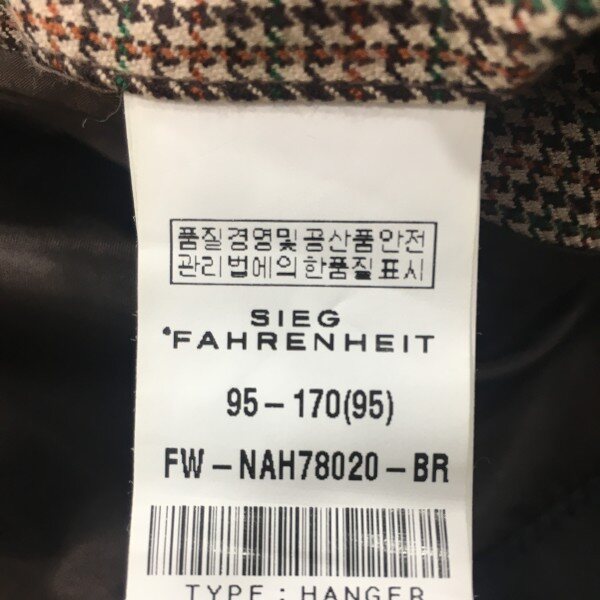 품질경영및공산품안전
관리법에의한품질표시
SIEG
°FAHRENHEIT
95-170(95)
FW-NAH78020-BR
TYPE : HANGER